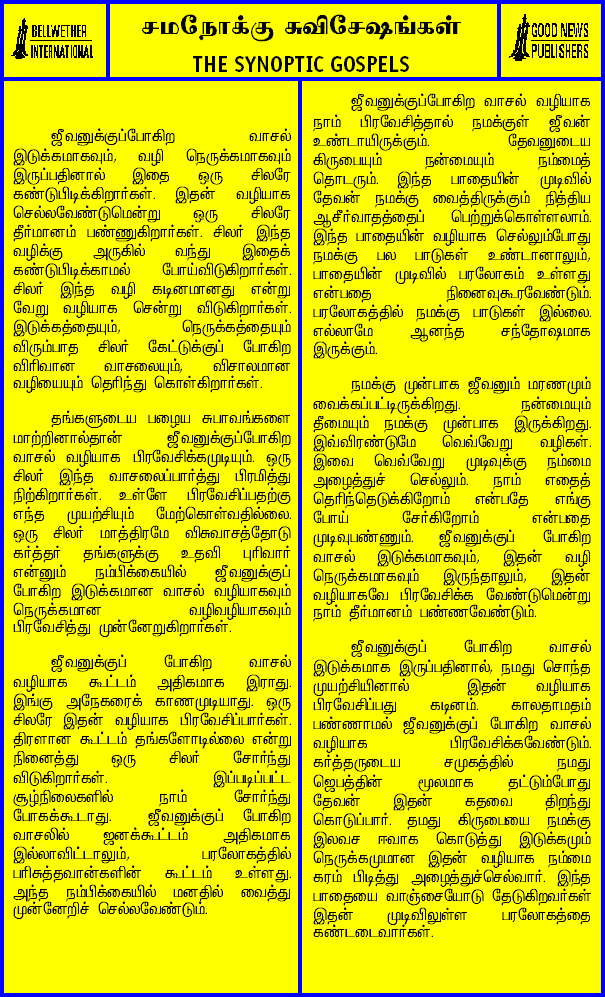 BELLWETHER
INTERNATIONAL
சமநோக்கு சுவிசேஷங்கள்
THE SYNOPTIC GOSPELS
GOOD NEWS
PUBLISHERS
ஜீவனுக்குப்போகிற வாசல்
இடுக்கமாகவும், வழி நெருக்கமாகவும்
இருப்பதினால் இதை ஒரு சிலரே
கண்டுபிடிக்கிறார்கள். இதன் வழியாக
செல்லவேண்டுமென்று ஒரு சிலரே
தீர்மானம் பண்ணுகிறார்கள். சிலர் இந்த
வழிக்கு அருகில் வந்து இதைக்
கண்டுபிடிக்காமல் போய்விடுகிறார்கள்.
சிலர் இந்த வழி கடினமானது என்று
வேறு வழியாக சென்று விடுகிறார்கள்.
இடுக்கத்தையும், நெருக்கத்தையும்
விரும்பாத சிலர் கேட்டுக்குப் போகிற
விரிவான வாசலையும், விசாலமான
வழியையும் தெரிந்து கொள்கிறார்கள்.
தங்களுடைய பழைய சுபாவங்களை
மாற்றினால்தான் ஜீவனுக்குப்போகிற
வாசல் வழியாக பிரவேசிக்கமுடியும். ஒரு
சிலர் இந்த வாசலைப்பார்த்து பிரமித்து
நிற்கிறார்கள். உள்ளே பிரவேசிப்பதற்கு
எந்த முயற்சியும் மேற்கொள்வதில்லை.
ஒரு சிலர் மாத்திரமே விசுவாசத்தோடு
கர்த்தர் தங்களுக்கு உதவி புரிவார்
என்னும் நம்பிக்கையில் ஜீவனுக்குப்
போகிற இடுக்கமான வாசல் வழியாகவும்
நெருக்கமான வழிவழியாகவும்
பிரவேசித்து முன்னேறுகிறார்கள்.
ஜீவனுக்குப் போகிற வாசல்
வழியாக கூட்டம் அதிகமாக இராது.
இங்கு அநேகரைக் காணமுடியாது. ஒரு
சிலரே இதன் வழியாக பிரவேசிப்பார்கள்.
திரளான கூட்டம் தங்களோடில்லை என்று
நினைத்து ஒரு சிலர் சோர்ந்து
விடுகிறார்கள். இப்படிப்பட்ட
சூழ்நிலைகளில் நாம் சோர்ந்து
போகக்கூடாது. ஜீவனுக்குப் போகிற
வாசலில் ஜனக்கூட்டம் அதிகமாக
இல்லாவிட்டாலும், பரலோகத்தில்
பரிசுத்தவான்களின் கூட்டம் உள்ளது.
அந்த நம்பிக்கையில் மனதில் வைத்து
முன்னேறிச் செல்லவேண்டும்.
ஜீவனுக்குப்போகிற வாசல் வழியாக
நாம் பிரவேசித்தால் நமக்குள் ஜீவன்
உண்டாயிருக்கும். தேவனுடைய
கிருபையும் நன்மையும் நம்மைத்
தொடரும். இந்த பாதையின் முடிவில்
தேவன் நமக்கு வைத்திருக்கும் நித்திய
ஆசீர்வாதத்தைப் பெற்றுக்கொள்ளலாம்.
இந்த பாதையின் வழியாக செல்லும்போது
நமக்கு பல பாடுகள் உண்டானாலும்,
பாதையின் முடிவில் பரலோகம் உள்ளது
என்பதை நினைவுகூரவேண்டும்.
பரலோகத்தில் நமக்கு பாடுகள் இல்லை.
எல்லாமே ஆனந்த சந்தோஷமாக
இருக்கும்.
நமக்கு முன்பாக ஜீவனும் மரணமும்
வைக்கப்பட்டிருக்கிறது. நன்மையும்
தீமையும் நமக்கு முன்பாக இருக்கிறது.
இவ்விரண்டுமே வெவ்வேறு வழிகள்.
இவை வெவ்வேறு முடிவுக்கு நம்மை
அழைத்துச் செல்லும். நாம் எதைத்
தெரிந்தெடுக்கிறோம் என்பதே எங்கு
போய் சேர்கிறோம் என்பதை
முடிவுபண்ணும். ஜீவனுக்குப் போகிற
வாசல் இடுக்கமாகவும், இதன் வழி
நெருக்கமாகவும் இருந்தாலும், இதன்
வழியாகவே பிரவேசிக்க வேண்டுமென்று
நாம் தீர்மானம் பண்ணவேண்டும்.
ஜீவனுக்குப் போகிற வாசல்
இடுக்கமாக இருப்பதினால், நமது சொந்த
முயற்சியினால் இதன் வழியாக
பிரவேசிப்பது கடினம். காலதாமதம்
பண்ணாமல் ஜீவனுக்குப் போகிற வாசல்
வழியாக பிரவேசிக்கவேண்டும்.
கர்த்தருடைய சமுகத்தில் நமது
ஜெபத்தின் மூலமாக தட்டும்போது
தேவன் இதன் கதவை திறந்து
கொடுப்பார். தமது கிருபையை நமக்கு
இலவச ஈவாக கொடுத்து இடுக்கமும்
நெருக்கமுமான இதன் வழியாக நம்மை
கரம் பிடித்து அழைத்துச்செல்வார். இந்த
பாதையை வாஞ்சையோடு தேடுகிறவர்கள்
இதன் முடிவிலுள்ள பரலோகத்தை
கண்டடைவார்கள்.